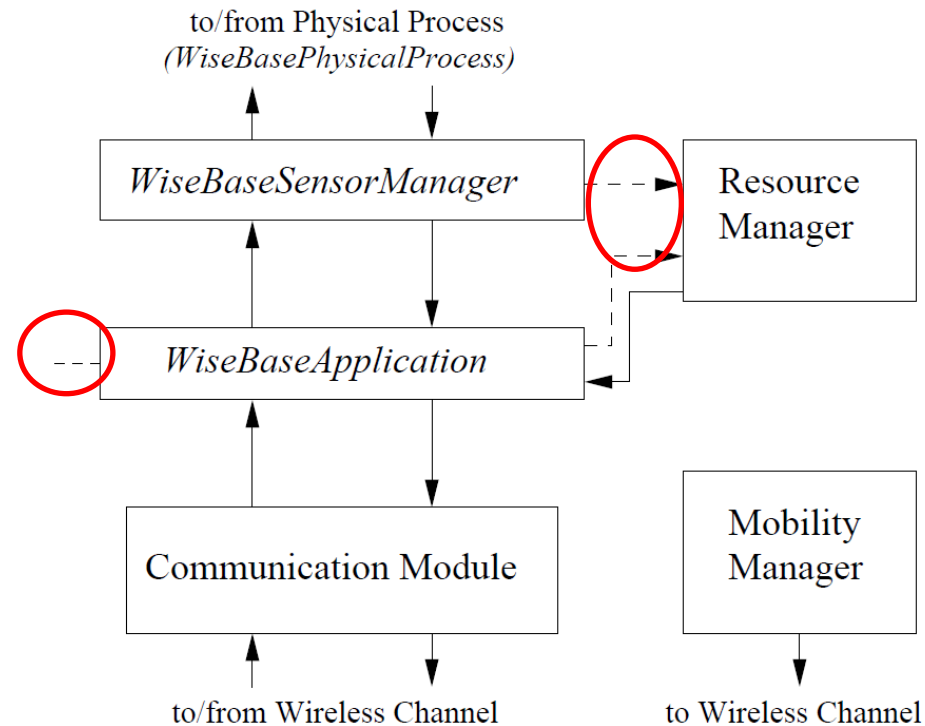 to/from Physical Process
(WiseBasePhysicalProcess)
WiseBaseSensorManager
Resource
Manager
WiseBaseApplication
Communication Module
Mobility
Manager
to/from Wireless Channel
to Wireless Channel